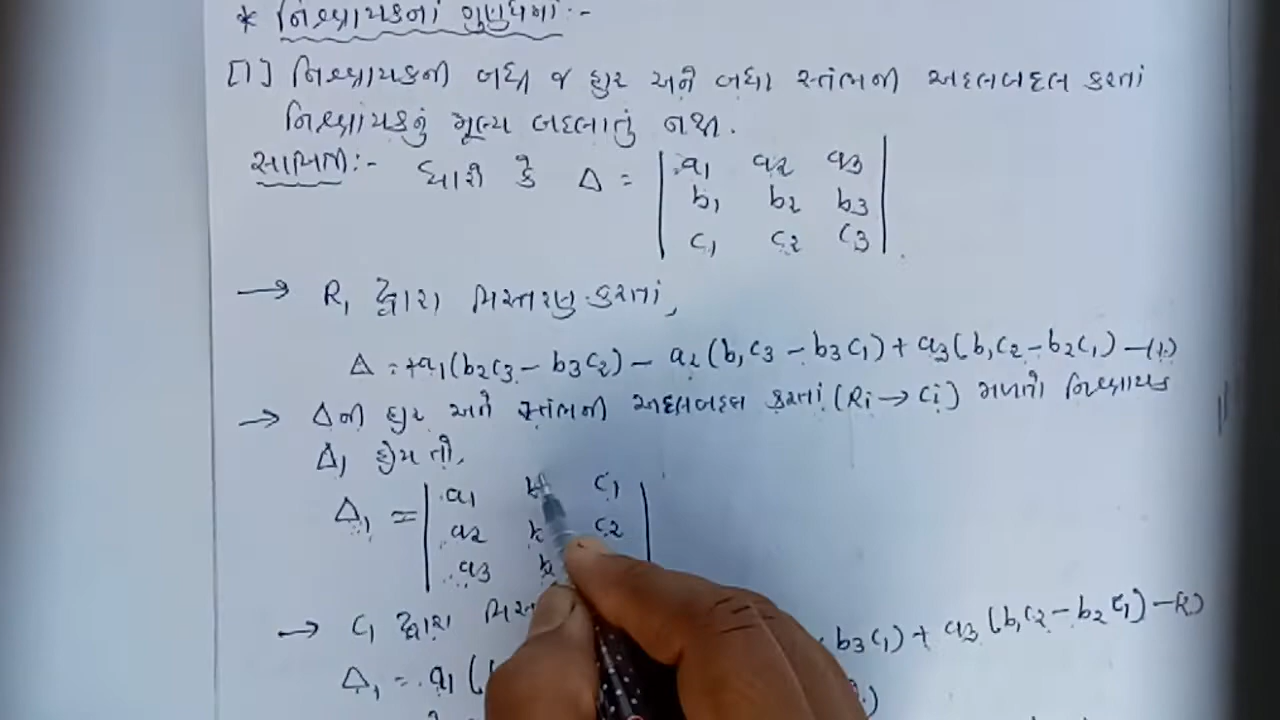 * નિશ્ચાયકનાં ગુણધર્મો:-
[1] નિશ્ચાયકની બધી જ હાર અને બધા સ્તંભની અદલબદલ કરતાં
નિશ્ચાયકનું મૂલ્ય બદલાતું નથી.
સાબિતી:- ધારો કે Δ = | a1 a2 a3
b1 b2 b3
c1 c2 c3 |
→ R1 દ્વારા વિસ્તરણ કરતાં,
Δ = +a1(b2c3 - b3c2) - a2(b1c3 - b3c1) + a3(b1c2 - b2c1) -(1)
→ Δની હાર અને સ્તંભની અદલબદલ કરતાં (Ri → Ci) મળતો નિશ્ચાયક
Δ1 હોય તો,
Δ1 = | a1 c1 |
a2 c2
a3
→ C1 દ્વારા
Δ1 = a1( b3c1) + a3(b1c2 - b2c1) -(2)